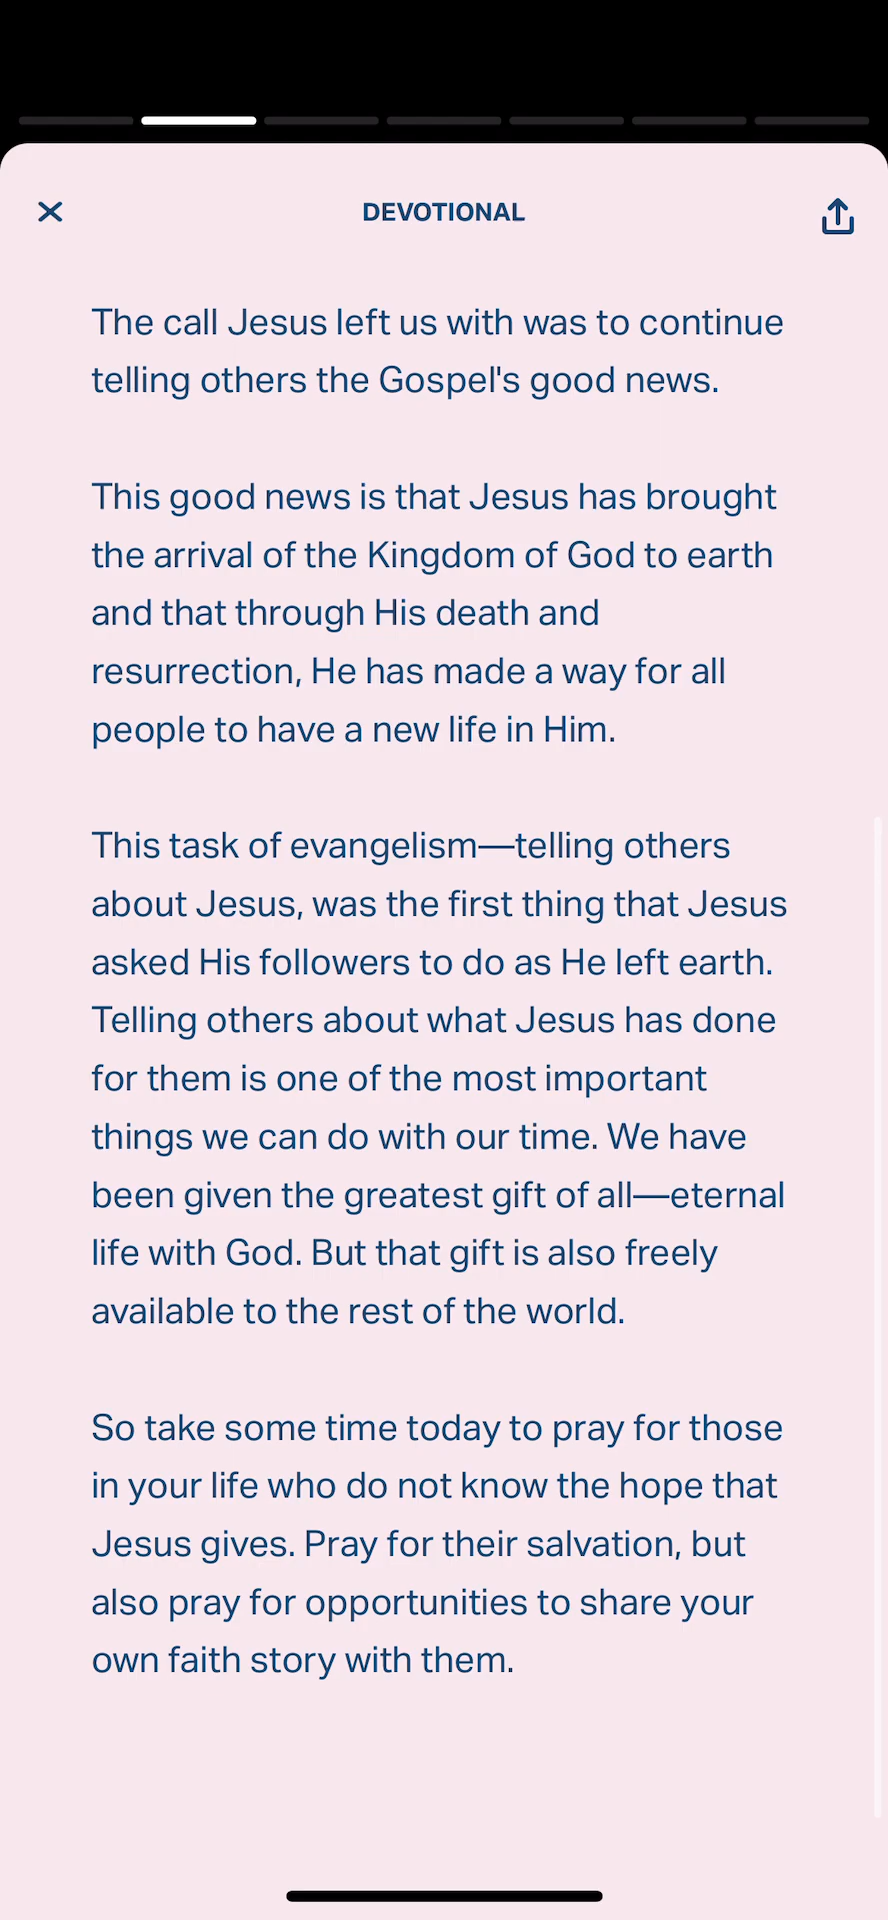 DEVOTIONAL
The call Jesus left us with was to continue
telling others the Gospel's good news.
This good news is that Jesus has brought
the arrival of the Kingdom of God to earth
and that through His death and
resurrection, He has made a way for all
people to have a new life in Him.
This task of evangelism—telling others
about Jesus, was the first thing that Jesus
asked His followers to do as He left earth.
Telling others about what Jesus has done
for them is one of the most important
things we can do with our time. We have
been given the greatest gift of all—eternal
life with God. But that gift is also freely
available to the rest of the world.
So take some time today to pray for those
in your life who do not know the hope that
Jesus gives. Pray for their salvation, but
also pray for opportunities to share your
own faith story with them.